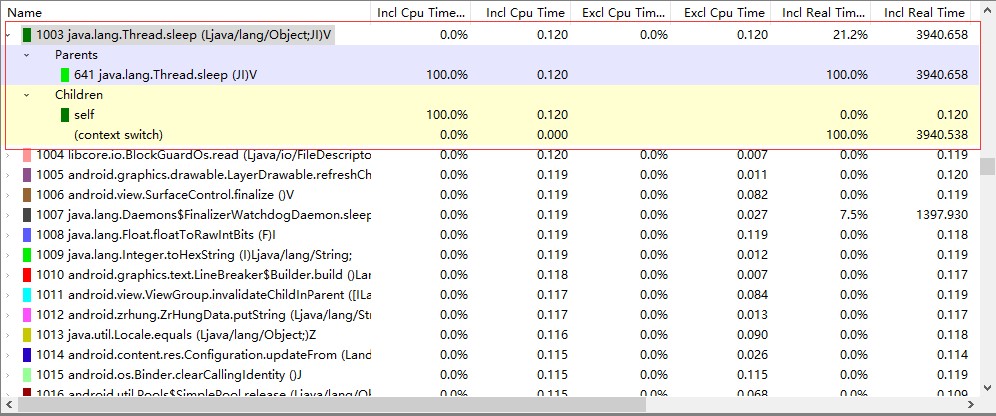 Name Incl Cpu Time... Incl Cpu Time Excl Cpu Time... Excl Cpu Time Incl Real Tim... Incl Real Time
1003 java.lang.Thread.sleep (Ljava/lang/Object;JI)V 0.0% 0.120 0.0% 0.120 21.2% 3940.658
Parents
641 java.lang.Thread.sleep (JI)V 100.0% 0.120 100.0% 3940.658
Children
self 100.0% 0.120 0.0% 0.120
(context switch) 0.0% 0.000 100.0% 3940.538
1004 libcore.io.BlockGuardOs.read (Ljava/io/FileDescripto 0.0% 0.120 0.0% 0.007 0.0% 0.119
1005 android.graphics.drawable.LayerDrawable.refreshCh 0.0% 0.119 0.0% 0.011 0.0% 0.120
1006 android.view.SurfaceControl.finalize ()V 0.0% 0.119 0.0% 0.082 0.0% 0.119
1007 java.lang.Daemons$FinalizerWatchdogDaemon.sleep 0.0% 0.119 0.0% 0.027 7.5% 1397.930
1008 java.lang.Float.floatToRawIntBits (F)I 0.0% 0.119 0.0% 0.119 0.0% 0.118
1009 java.lang.Integer.toHexString (I)Ljava/lang/String; 0.0% 0.119 0.0% 0.012 0.0% 0.119
1010 android.graphics.text.LineBreaker$Builder.build ()Lan 0.0% 0.118 0.0% 0.007 0.0% 0.117
1011 android.view.ViewGroup.invalidateChildInParent ([ILa 0.0% 0.117 0.0% 0.084 0.0% 0.119
1012 android.zrhung.ZrHungData.putString (Ljava/lang/Str 0.0% 0.117 0.0% 0.013 0.0% 0.117
1013 java.util.Locale.equals (Ljava/lang/Object;)Z 0.0% 0.116 0.0% 0.090 0.0% 0.118
1014 android.content.res.Configuration.updateFrom (Land 0.0% 0.115 0.0% 0.026 0.0% 0.114
1015 android.os.Binder.clearCallingIdentity ()J 0.0% 0.115 0.0% 0.115 0.0% 0.119
1016 android.util.Pools$SimplePool.release (Ljava/lang/Ob 0.0% 0.115 0.0% 0.068 0.0% 0.119